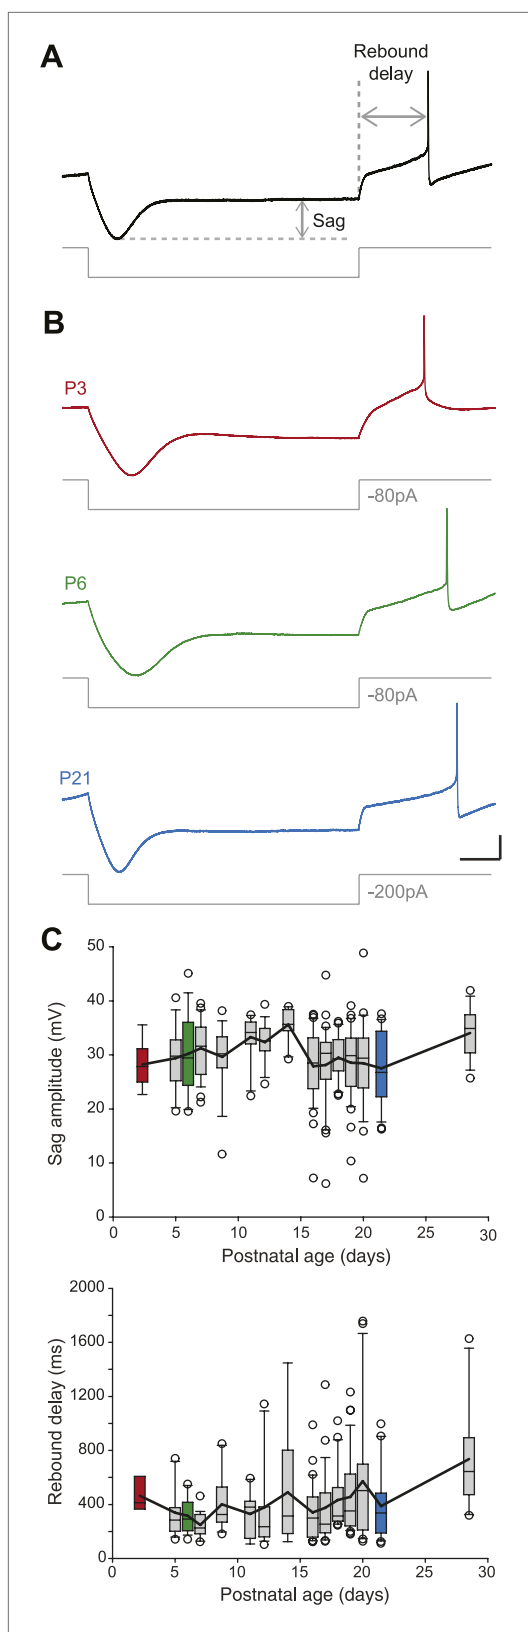 A
Rebound
delay
Sag
B
P3
-80pA
P6
-80pA
P21
-200pA
C
50
40
30
20
10
0
Sag amplitude (mV)
0 5 10 15 20 25 30
Postnatal age (days)
2000
1600
1200
800
400
0
Rebound delay (ms)
0 5 10 15 20 25 30
Postnatal age (days)